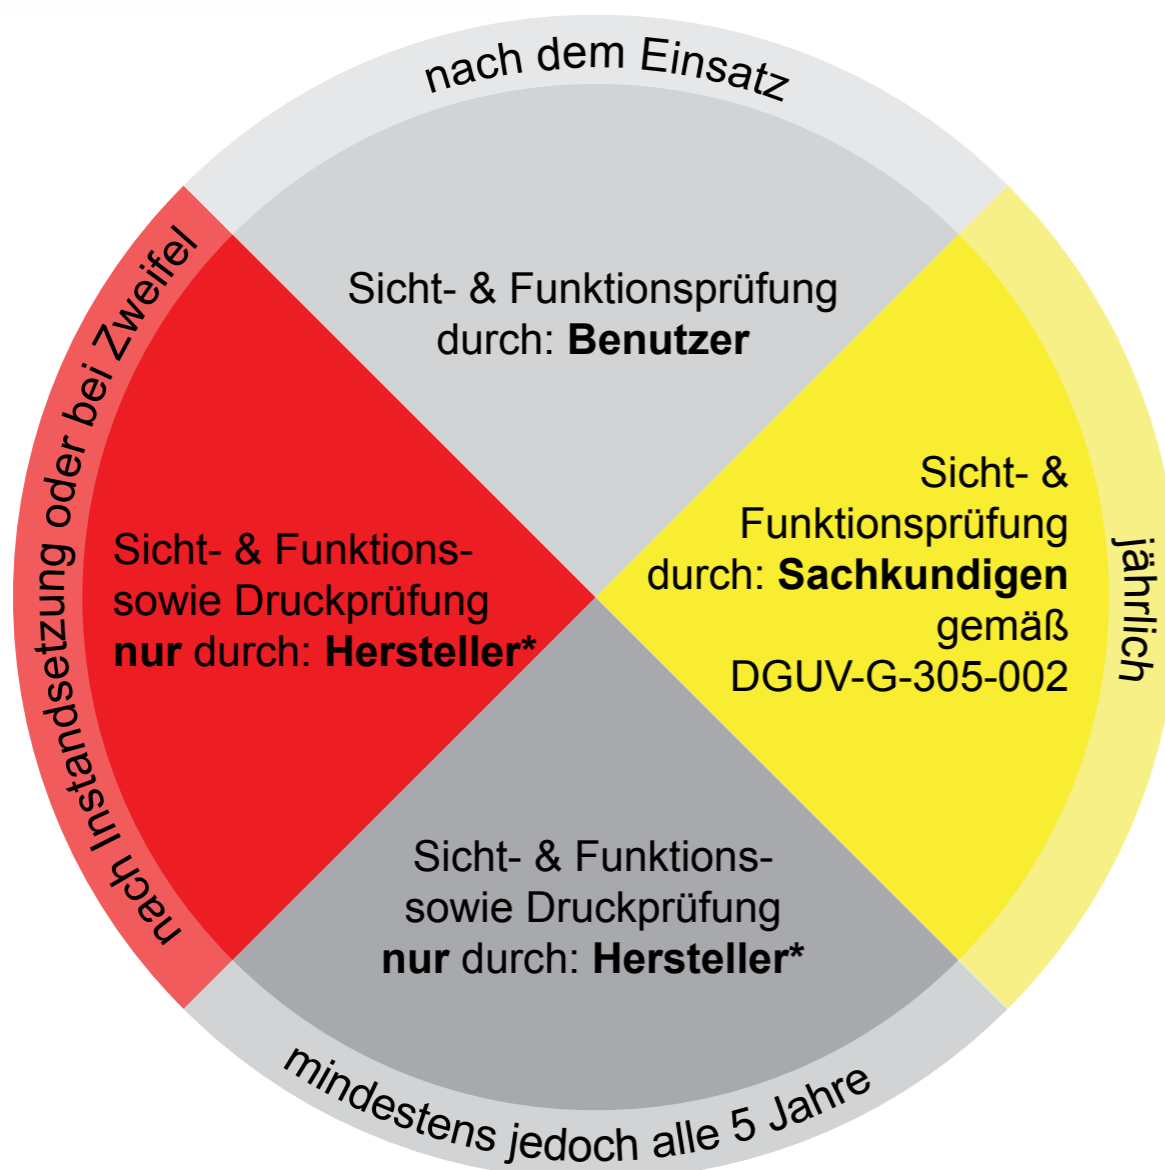 nach dem Einsatz
Sicht- & Funktionsprüfung
durch: Benutzer
jährlich
Sicht- &
Funktionsprüfung
durch: Sachkundigen
gemäß
DGUV-G-305-002
mindestens jedoch alle 5 Jahre
Sicht- & Funktions-
sowie Druckprüfung
nur durch: Hersteller*
nach Instandsetzung oder bei Zweifel
Sicht- & Funktions-
sowie Druckprüfung
nur durch: Hersteller*